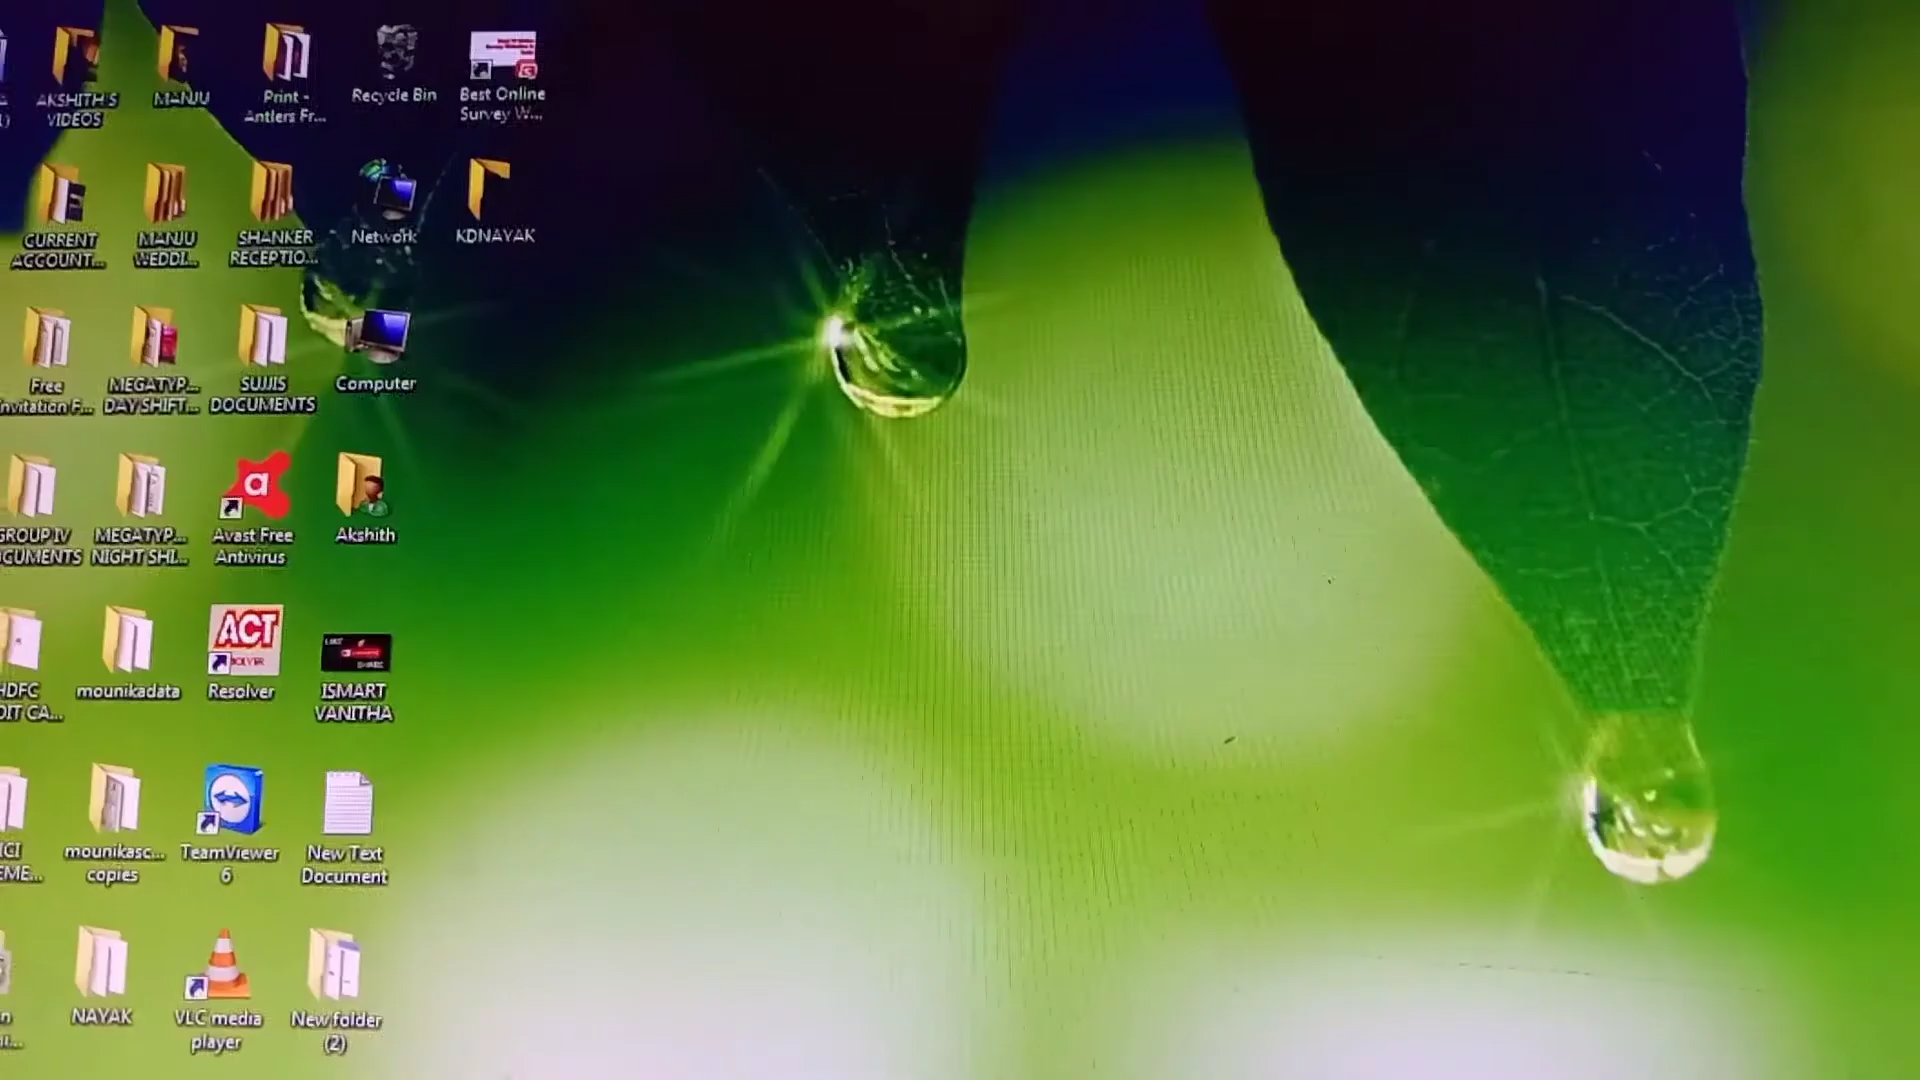 AKSHITH'S
VIDEOS
MANJU
Print -
Antlers Fr...
Recycle Bin
Best Online
Survey W...
CURRENT
ACCOUNT...
MANJU
WEDDI...
SHANKER
RECEPTIO...
Network
KDNAYAK
Free
Invitation F...
MEGATYP...
DAY SHIFT...
SUJJIS
DOCUMENTS
Computer
GROUP IV
MEGATYP...
NIGHT SHI...
a
Avast Free
Antivirus
Akshith
HDFC
mounikadata
ACT
Resolver
ISMART
VANITHA
mounikasc...
copies
TeamViewer
6
New Text
Document
NAYAK
VLC media
player
New folder
(2)